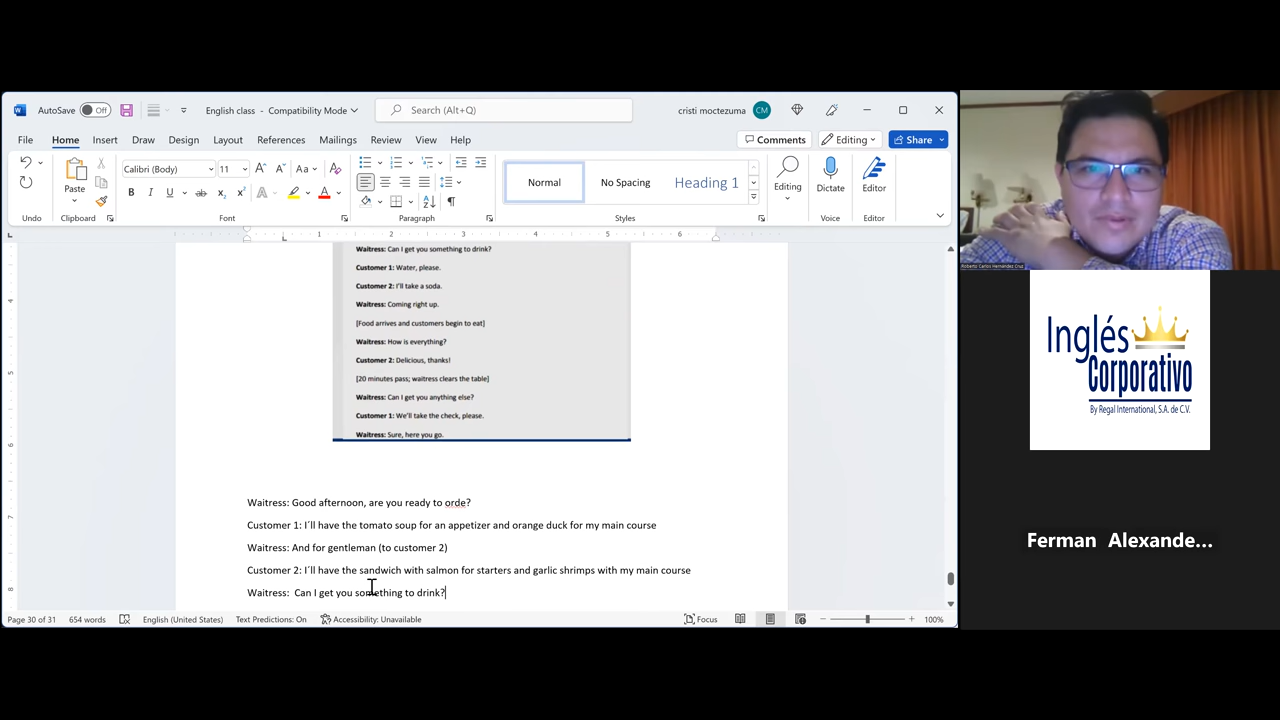 AutoSave Off English class - Compatibility Mode Search (Alt+Q) cristi moctezuma CM
File Home Insert Draw Design Layout References Mailings Review View Help Comments Editing Share
Calibri (Body) 11 Normal No Spacing Heading 1
Paste Editing Dictate Editor
Undo Clipboard Font Paragraph Styles Voice Editor
Waitress: Can I get you something to drink?
Customer 1: Water, please.
Customer 2: I'll take a soda.
Waitress: Coming right up.
[Food arrives and customers begin to eat]
Waitress: How is everything?
Customer 2: Delicious, thanks!
[20 minutes pass; waitress clears the table]
Waitress: Can I get you anything else?
Customer 1: We'll take the check, please.
Waitress: Sure, here you go.
Waitress: Good afternoon, are you ready to orde?
Customer 1: I´ll have the tomato soup for an appetizer and orange duck for my main course
Waitress: And for gentleman (to customer 2)
Customer 2: I´ll have the sandwich with salmon for starters and garlic shrimps with my main course
Waitress:  Can I get you something to drink?
Page 30 of 31 654 words English (United States) Text Predictions: On Accessibility: Unavailable Focus 100%
Roberto Carlos Hernández Cruz
Inglés
Corporativo
By Regal International, S.A. de C.V.
Ferman Alexande...